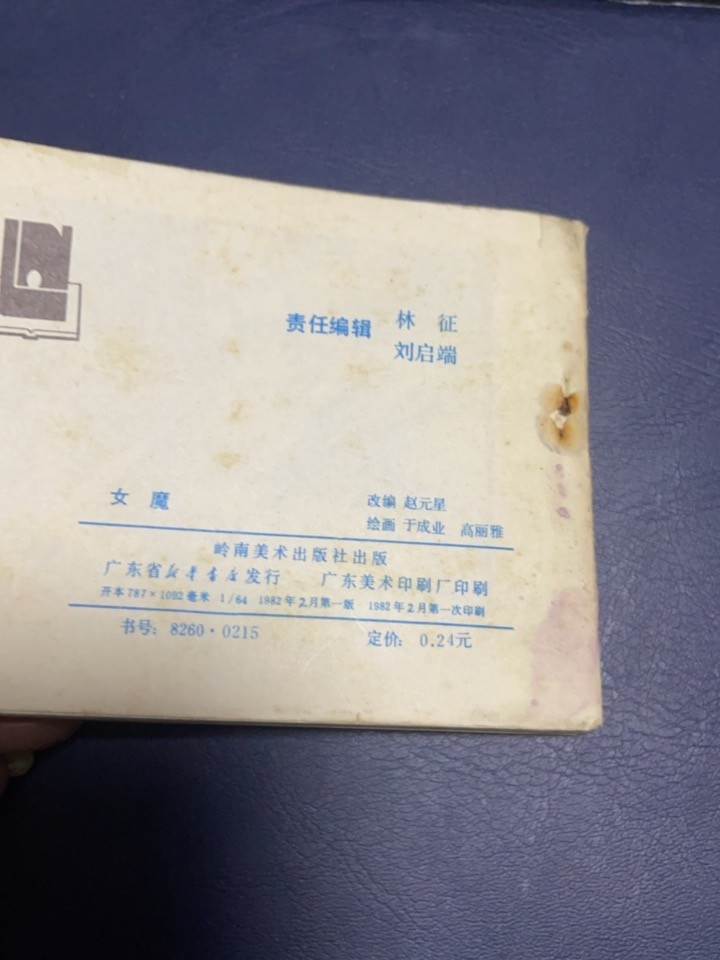 责任编辑 林 征
刘启端
女 魔
改编 赵元星
绘画 于成业 高丽雅
岭南美术出版社出版
广东省新华书店发行 广东美术印刷厂印刷
开本787×1092毫米 1/64 1982年2月第一版 1982年2月第一次印刷
书号：8260·0215 定价：0.24元